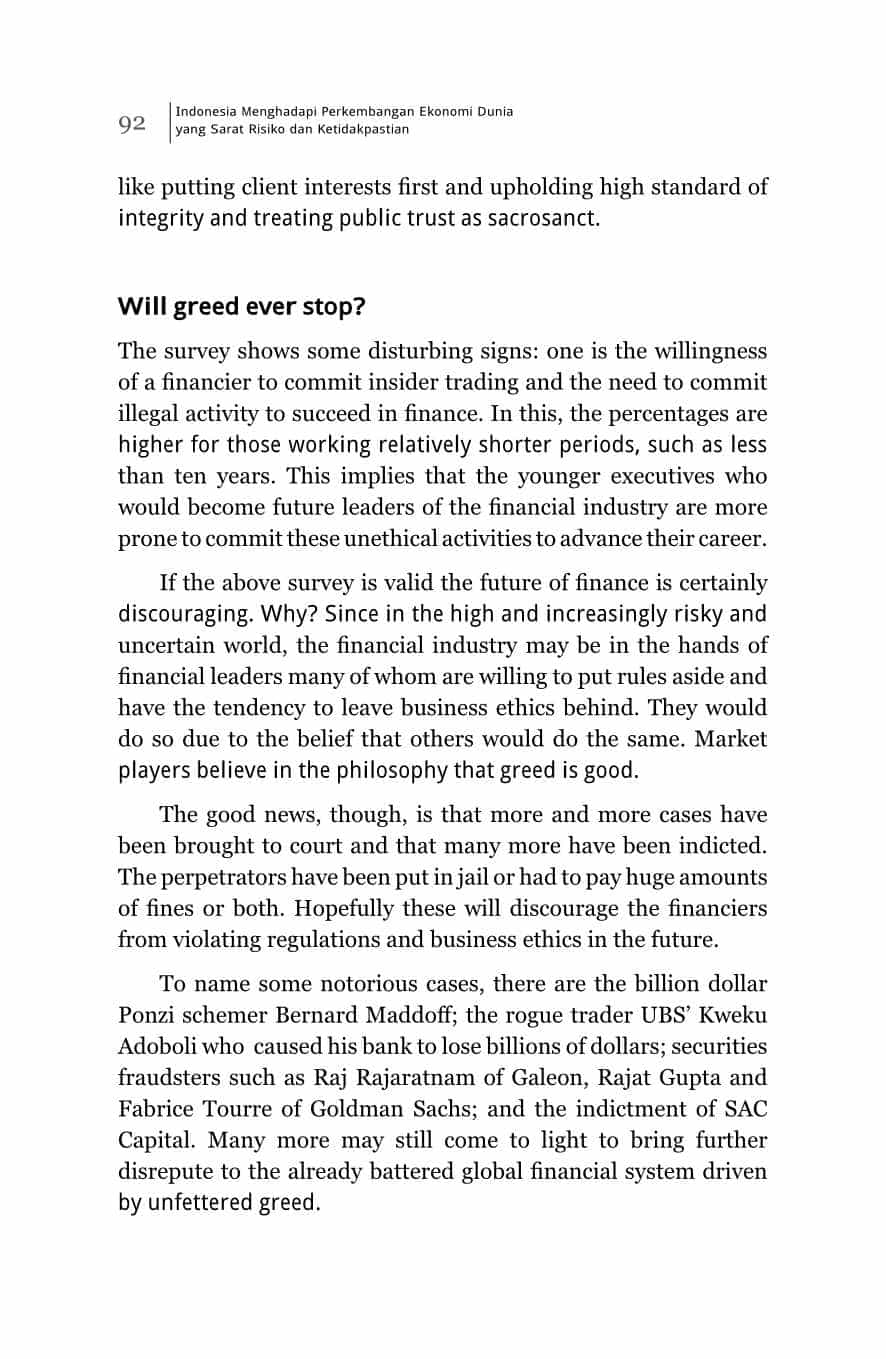 92
Indonesia Menghadapi Perkembangan Ekonomi Dunia
yang Sarat Risiko dan Ketidakpastian
like putting client interests first and upholding high standard of
integrity and treating public trust as sacrosanct.
Will greed ever stop?
The survey shows some disturbing signs: one is the willingness
of a financier to commit insider trading and the need to commit
illegal activity to succeed in finance. In this, the percentages are
higher for those working relatively shorter periods, such as less
than ten years. This implies that the younger executives who
would become future leaders of the financial industry are more
prone to commit these unethical activities to advance their career.
If the above survey is valid the future of finance is certainly
discouraging. Why? Since in the high and increasingly risky and
uncertain world, the financial industry may be in the hands of
financial leaders many of whom are willing to put rules aside and
have the tendency to leave business ethics behind. They would
do so due to the belief that others would do the same. Market
players believe in the philosophy that greed is good.
The good news, though, is that more and more cases have
been brought to court and that many more have been indicted.
The perpetrators have been put in jail or had to pay huge amounts
of fines or both. Hopefully these will discourage the financiers
from violating regulations and business ethics in the future.
To name some notorious cases, there are the billion dollar
Ponzi schemer Bernard Maddoff; the rogue trader UBS’ Kweku
Adoboli who caused his bank to lose billions of dollars; securities
fraudsters such as Raj Rajaratnam of Galeon, Rajat Gupta and
Fabrice Tourre of Goldman Sachs; and the indictment of SAC
Capital. Many more may still come to light to bring further
disrepute to the already battered global financial system driven
by unfettered greed.